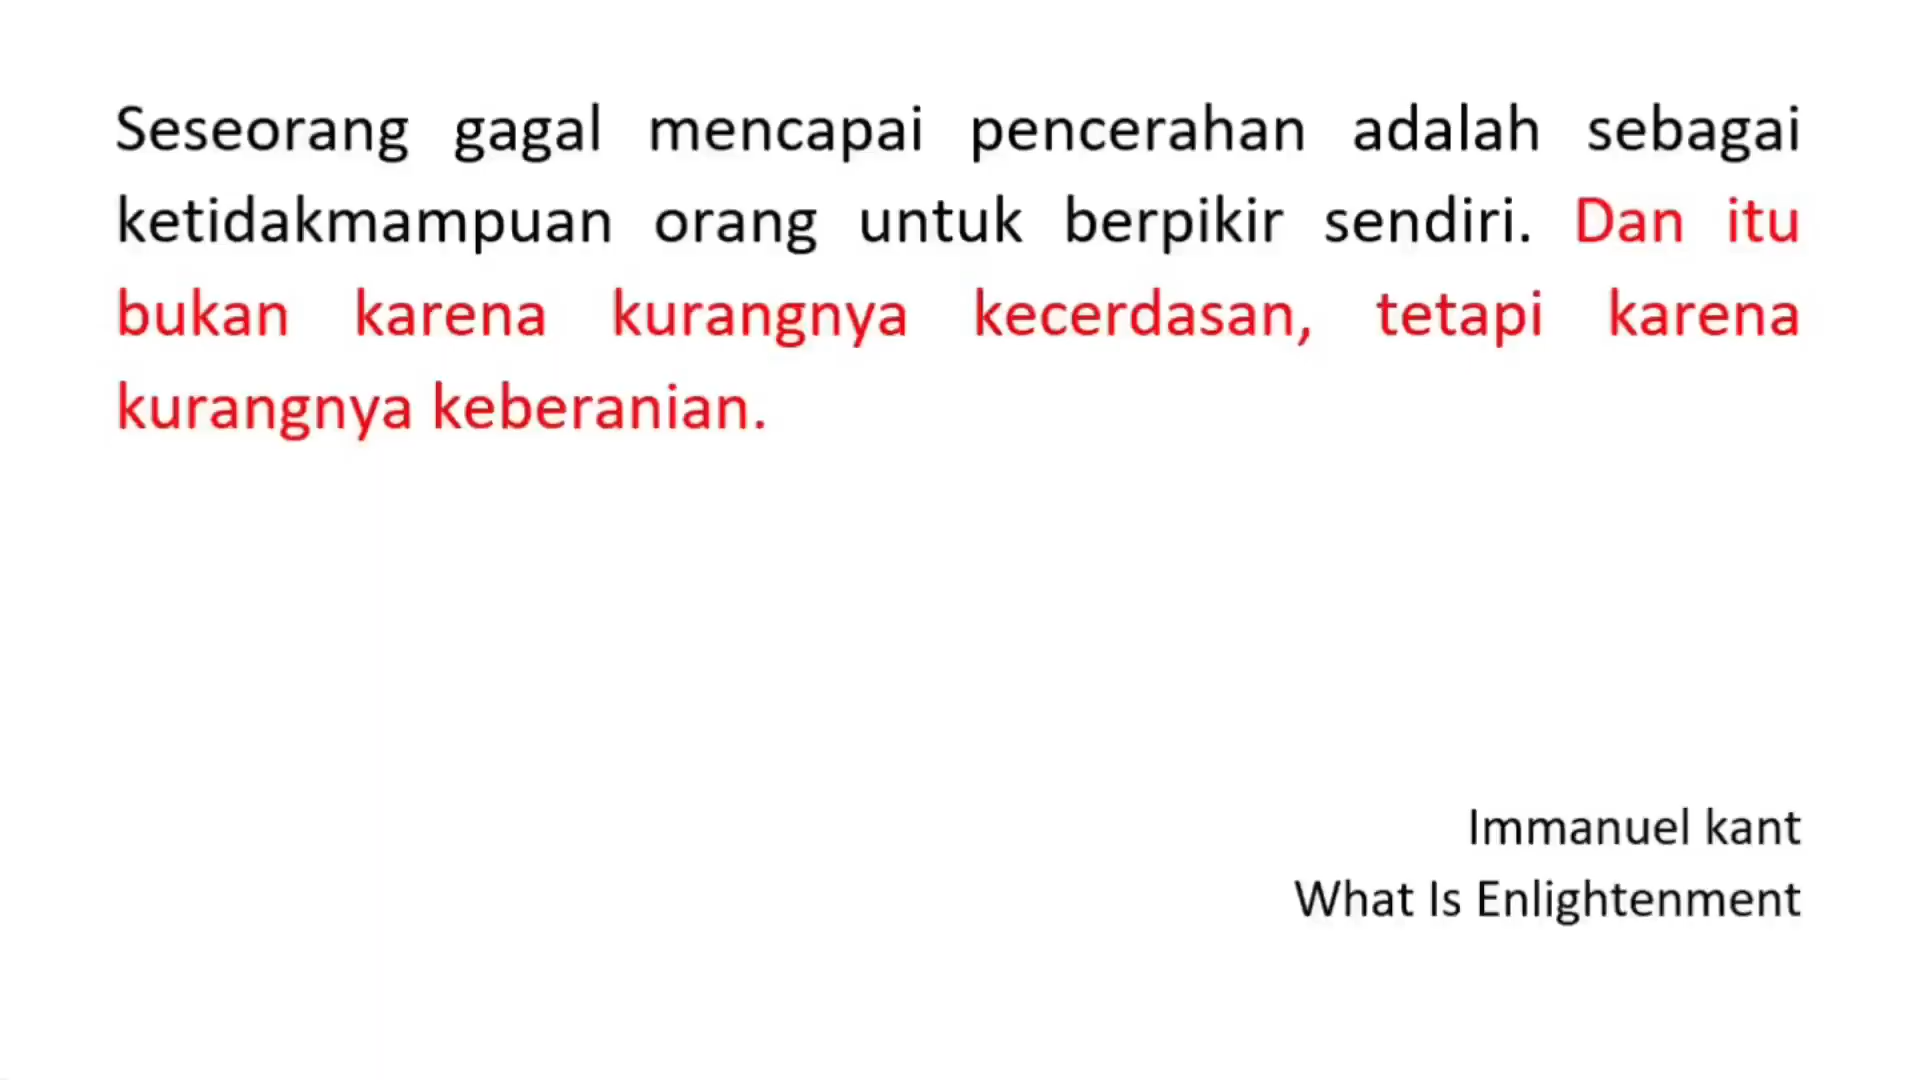 Seseorang gagal mencapai pencerahan adalah sebagai
ketidakmampuan orang untuk berpikir sendiri. Dan itu
bukan karena kurangnya kecerdasan, tetapi karena
kurangnya keberanian.
Immanuel kant
What Is Enlightenment